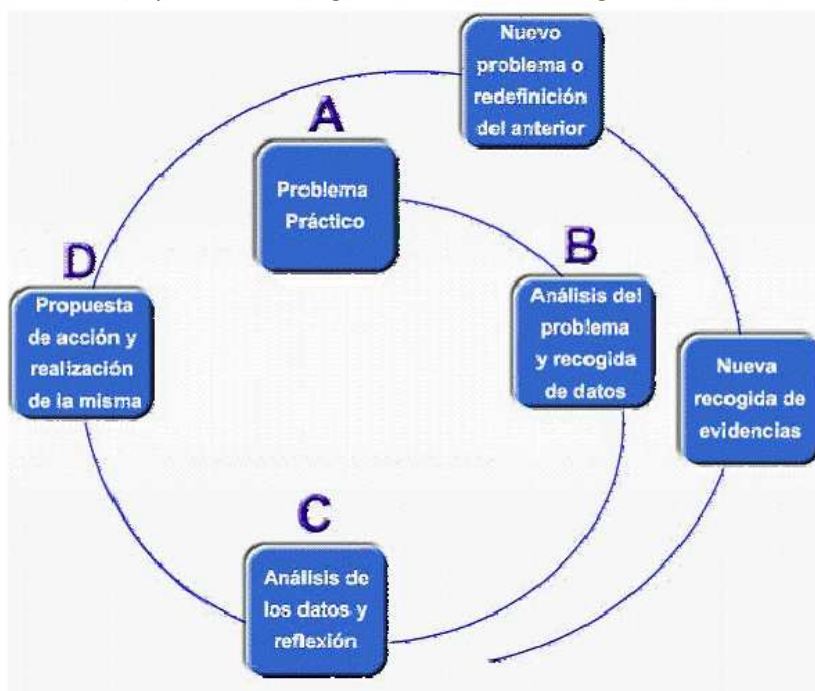 A
Problema
Práctico
B
Análisis del
problema
y recogida
de datos
C
Análisis de
los datos y
reflexión
D
Propuesta
de acción y
realización
de la misma
Nuevo
problema o
redefinición
del anterior
Nueva
recogida de
evidencias